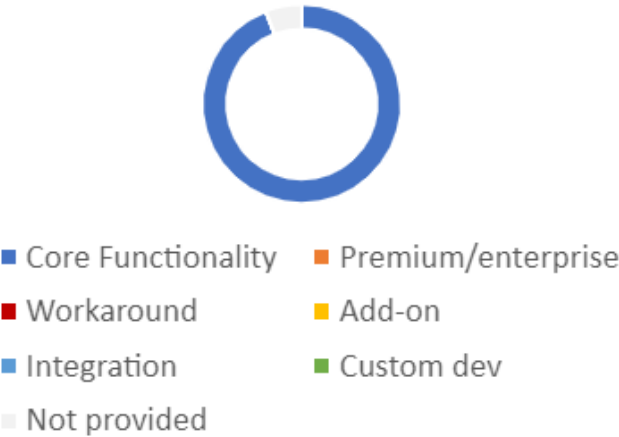 Core Functionality Premium/enterprise
Workaround Add-on
Integration Custom dev
Not provided